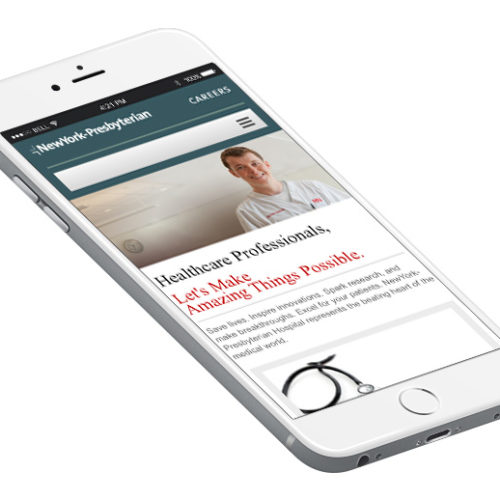 BELL 4:21 PM 100%
NewYork-Presbyterian CAREERS
Healthcare Professionals,
Let's Make
Amazing Things Possible.
Save lives. Inspire innovations. Spark research, and
make breakthroughs. Excel for your patients. NewYork-
Presbyterian Hospital represents the beating heart of the
medical world.